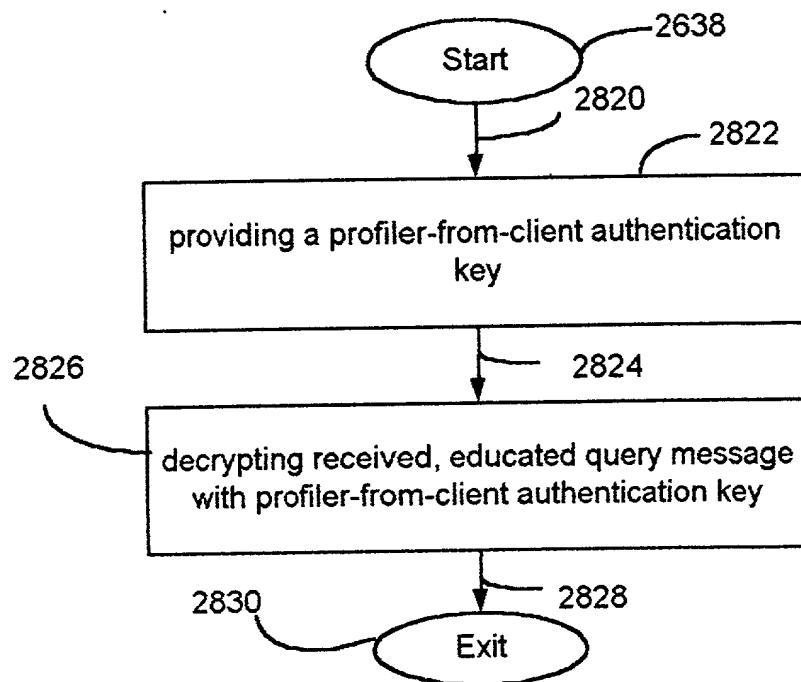 2638
Start
2820
2822
providing a profiler-from-client authentication
key
2824
2826
decrypting received, educated query message
with profiler-from-client authentication key
2828
2830
Exit